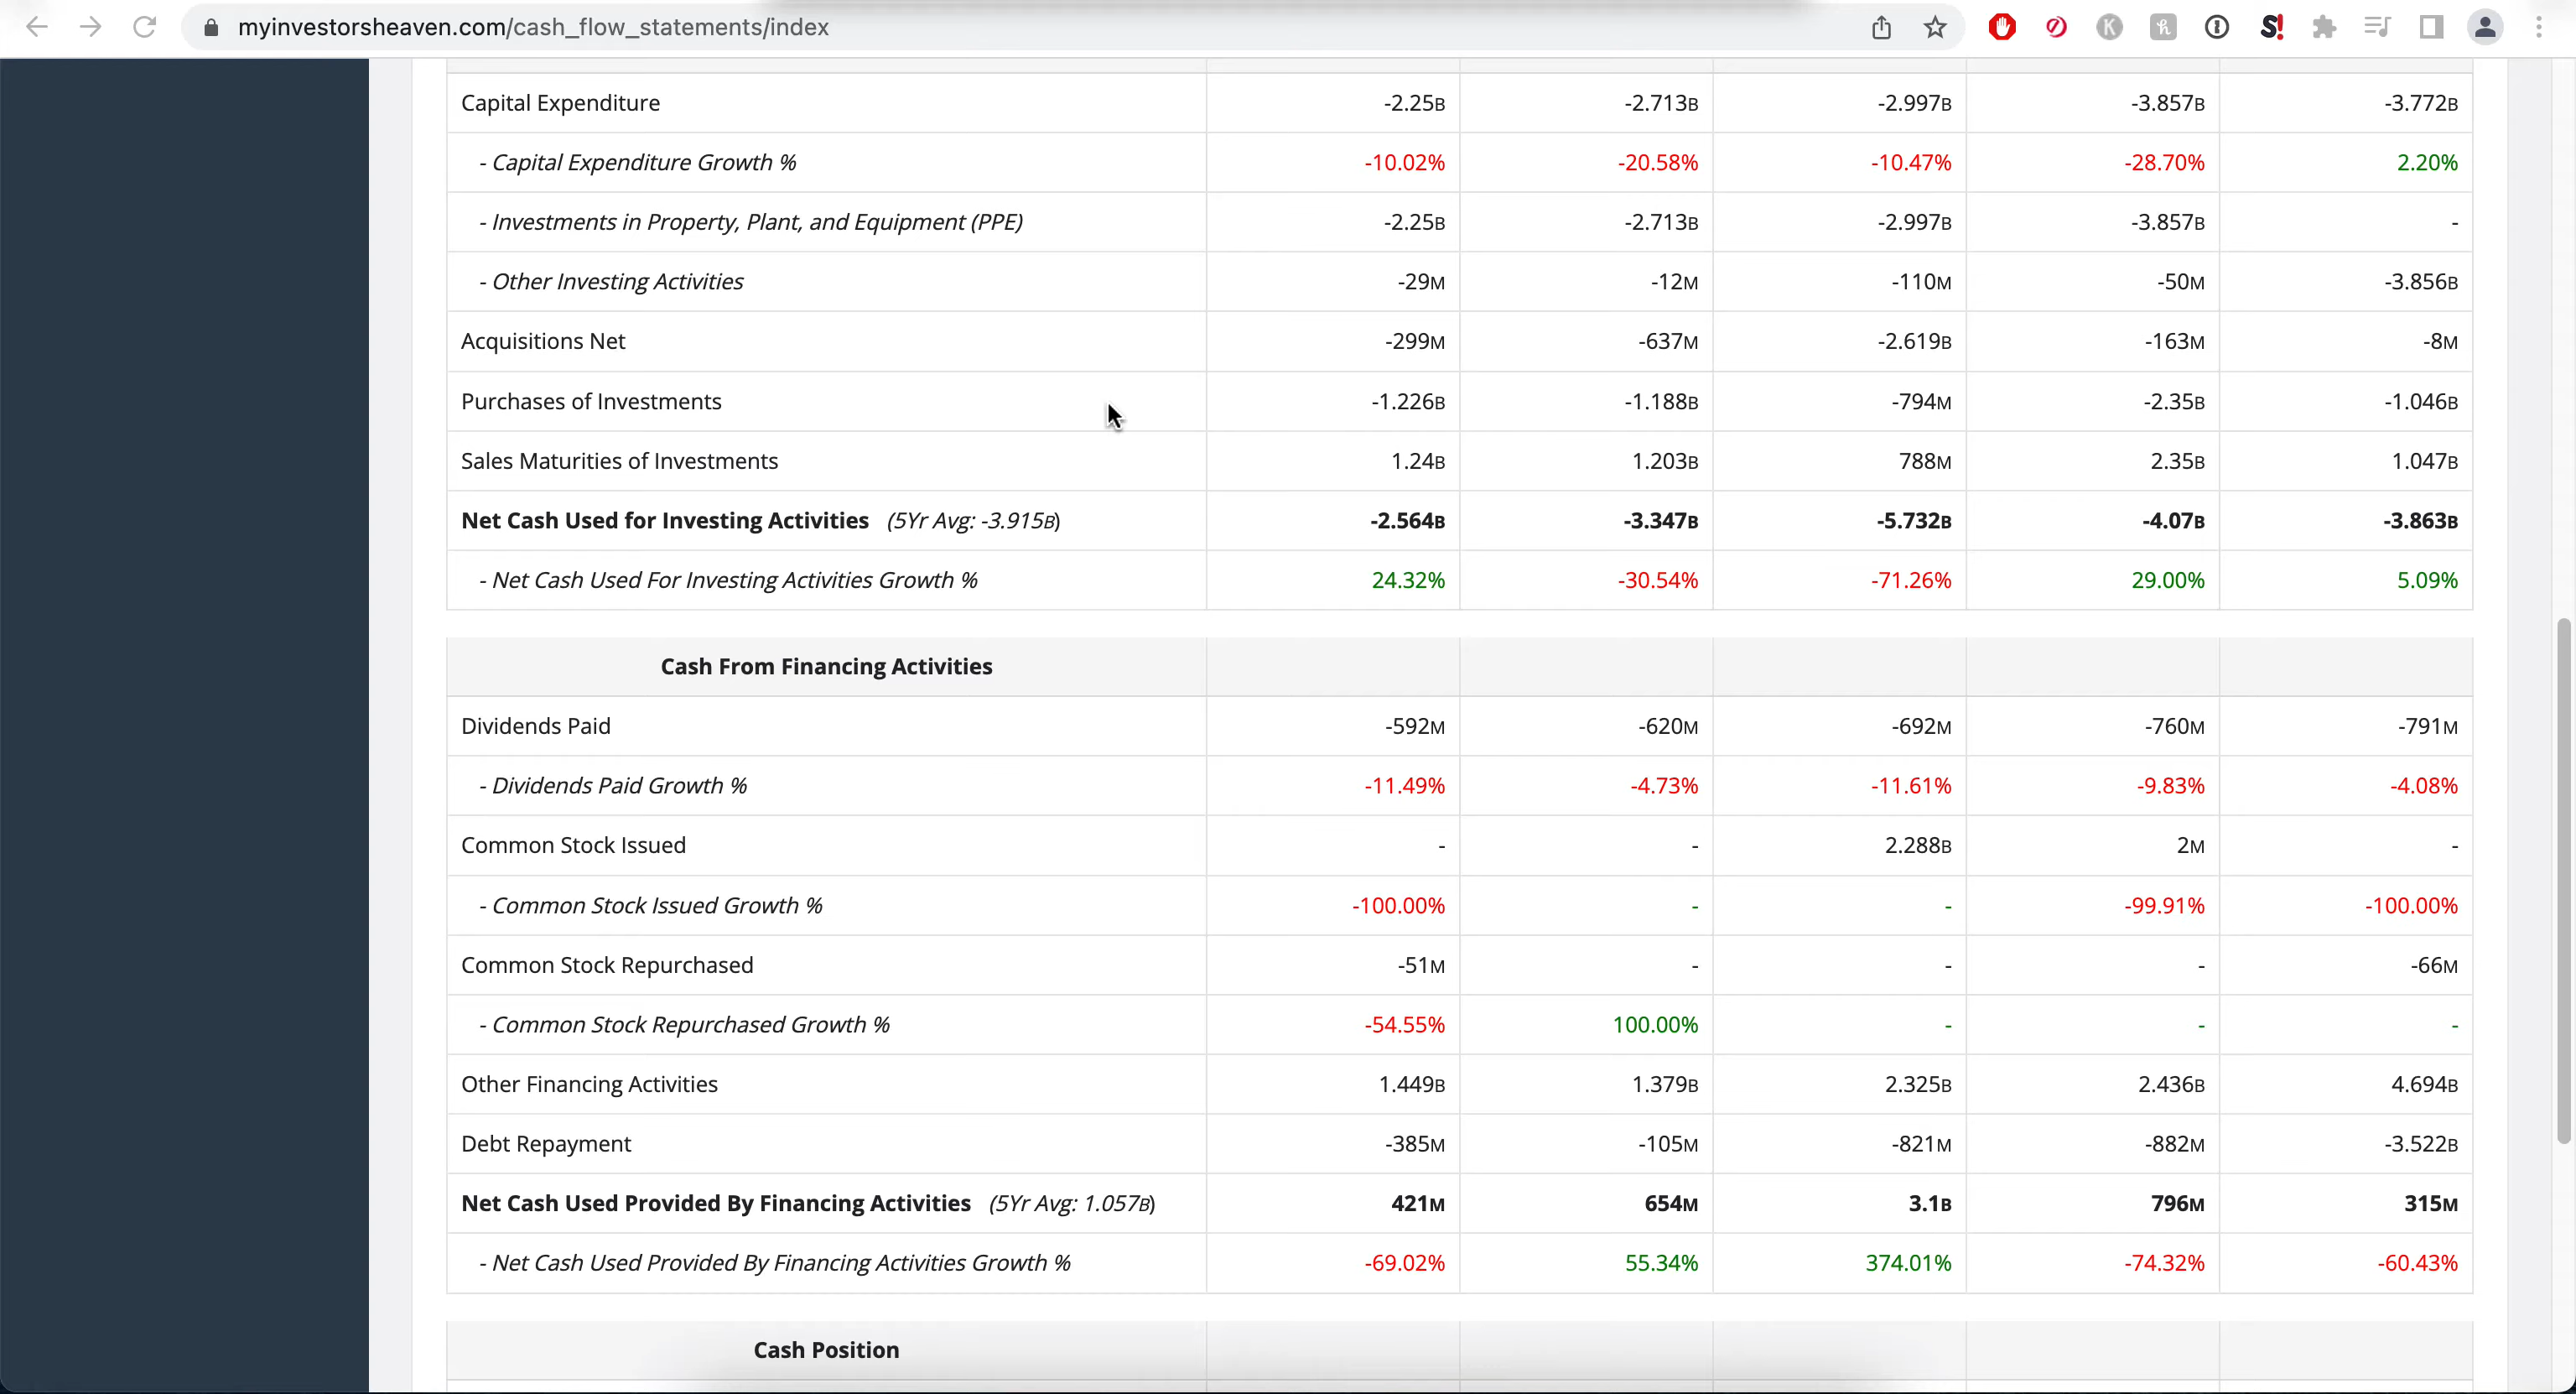 myinvestorsheaven.com/cash_flow_statements/index
Capital Expenditure -2.25B -2.713B -2.997B -3.857B -3.772B
- Capital Expenditure Growth % -10.02% -20.58% -10.47% -28.70% 2.20%
- Investments in Property, Plant, and Equipment (PPE) -2.25B -2.713B -2.997B -3.857B -
- Other Investing Activities -29M -12M -110M -50M -3.856B
Acquisitions Net -299M -637M -2.619B -163M -8M
Purchases of Investments -1.226B -1.188B -794M -2.35B -1.046B
Sales Maturities of Investments 1.24B 1.203B 788M 2.35B 1.047B
Net Cash Used for Investing Activities (5Yr Avg: -3.915B) -2.564B -3.347B -5.732B -4.07B -3.863B
- Net Cash Used For Investing Activities Growth % 24.32% -30.54% -71.26% 29.00% 5.09%
Cash From Financing Activities
Dividends Paid -592M -620M -692M -760M -791M
- Dividends Paid Growth % -11.49% -4.73% -11.61% -9.83% -4.08%
Common Stock Issued - - 2.288B 2M -
- Common Stock Issued Growth % -100.00% - - -99.91% -100.00%
Common Stock Repurchased -51M - - - -66M
- Common Stock Repurchased Growth % -54.55% 100.00% - - -
Other Financing Activities 1.449B 1.379B 2.325B 2.436B 4.694B
Debt Repayment -385M -105M -821M -882M -3.522B
Net Cash Used Provided By Financing Activities (5Yr Avg: 1.057B) 421M 654M 3.1B 796M 315M
- Net Cash Used Provided By Financing Activities Growth % -69.02% 55.34% 374.01% -74.32% -60.43%
Cash Position